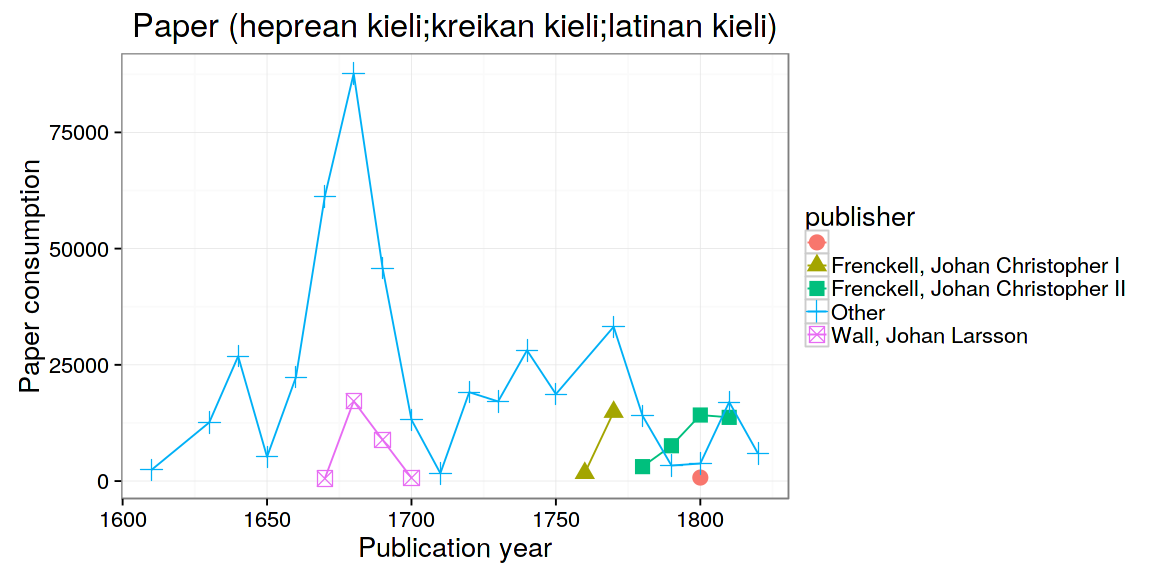 Paper (heprean kieli;kreikan kieli;latinan kieli)
Paper consumption
75000
50000
25000
0
1600
1650
1700
1750
1800
Publication year
publisher
Frenckell, Johan Christopher I
Frenckell, Johan Christopher II
Other
Wall, Johan Larsson